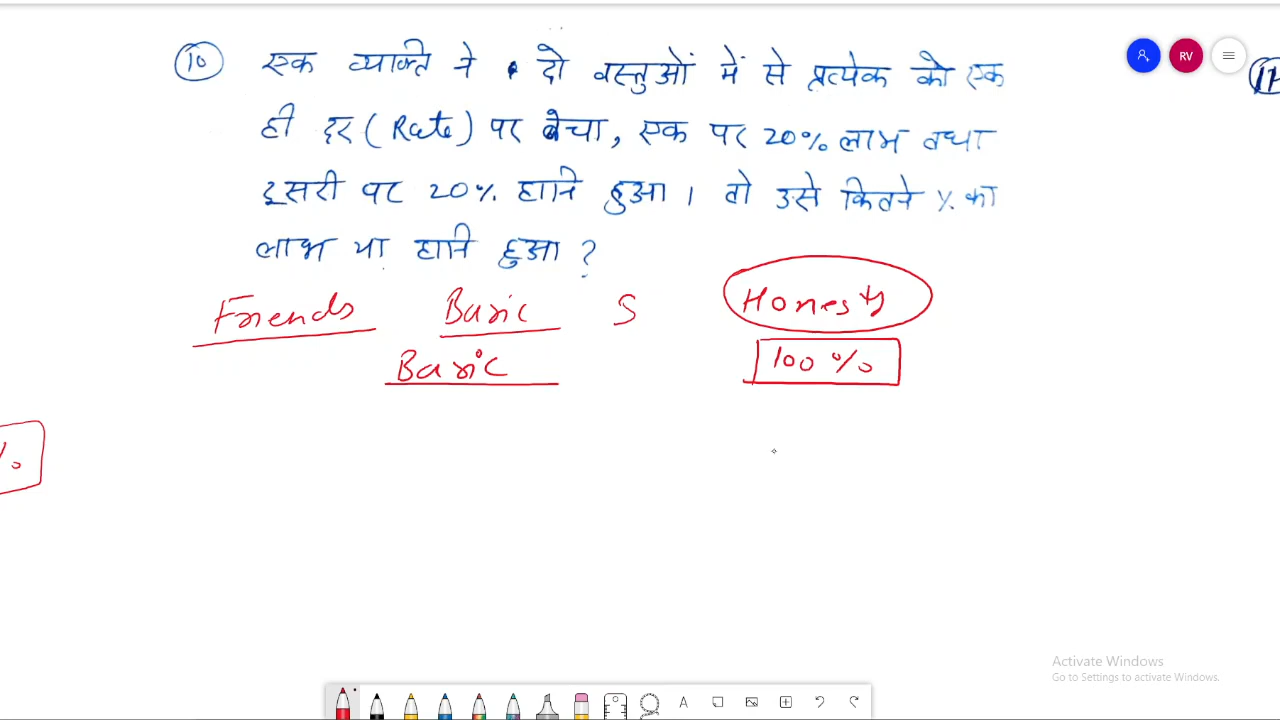 10 एक व्यक्ति ने दो वस्तुओं में से प्रत्येक को एक
ही दर (Rate) पर बेचा, एक पर 20% लाभ तथा
दूसरी पर 20% हानि हुआ। तो उसे कितने % का
लाभ या हानि हुआ ?
Friends Basic S Honesty
Basic 100 %
%
RV
11
Activate Windows
Go to Settings to activate Windows.
A